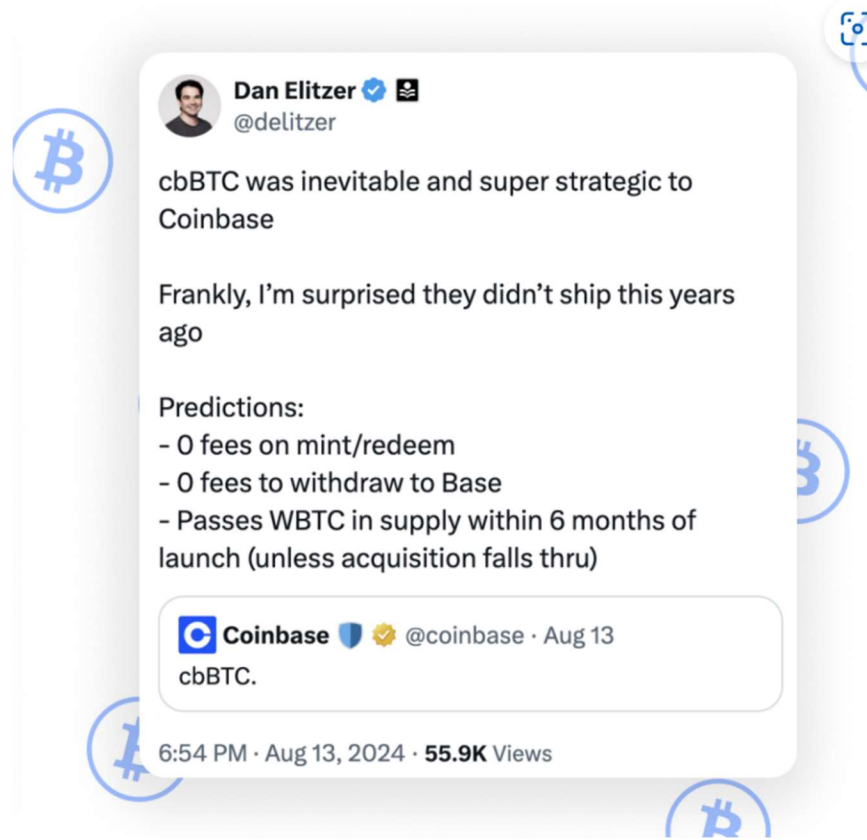 Dan Elitzer
@delitzer
cbBTC was inevitable and super strategic to
Coinbase
Frankly, I’m surprised they didn’t ship this years
ago
Predictions:
- 0 fees on mint/redeem
- 0 fees to withdraw to Base
- Passes WBTC in supply within 6 months of
launch (unless acquisition falls thru)
Coinbase @coinbase · Aug 13
cbBTC.
6:54 PM · Aug 13, 2024 · 55.9K Views